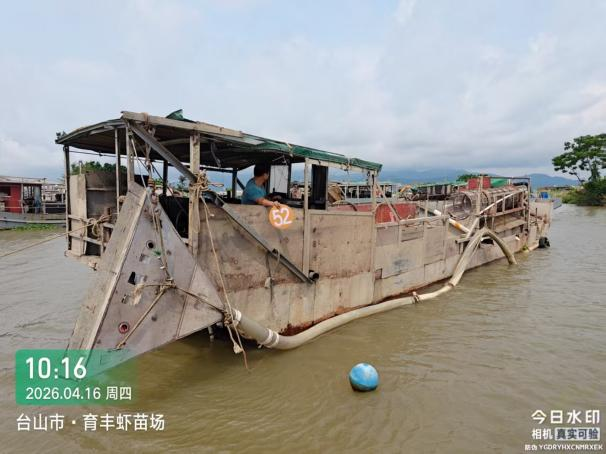 52
10:16
2026.04.16 周四
台山市·育丰虾苗场
今日水印
相机 真实可验
防伪 YGDRYHXCNMRXEK